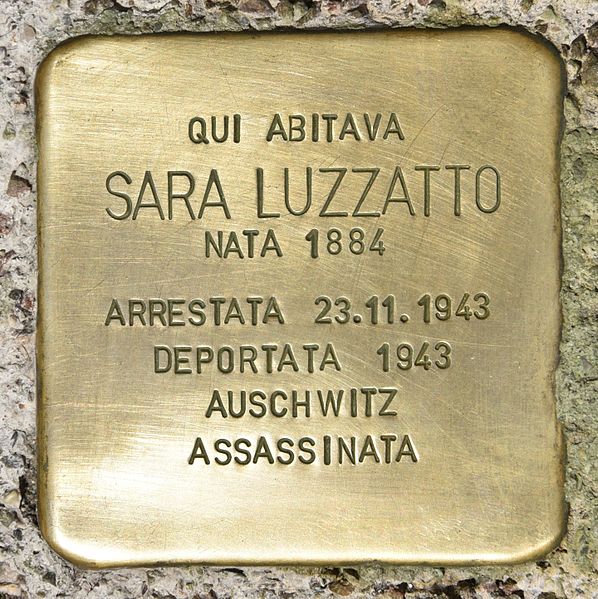 QUI ABITAVA
SARA LUZZATTO
NATA 1884
ARRESTATA 23.11.1943
DEPORTATA 1943
AUSCHWITZ
ASSASSINATA